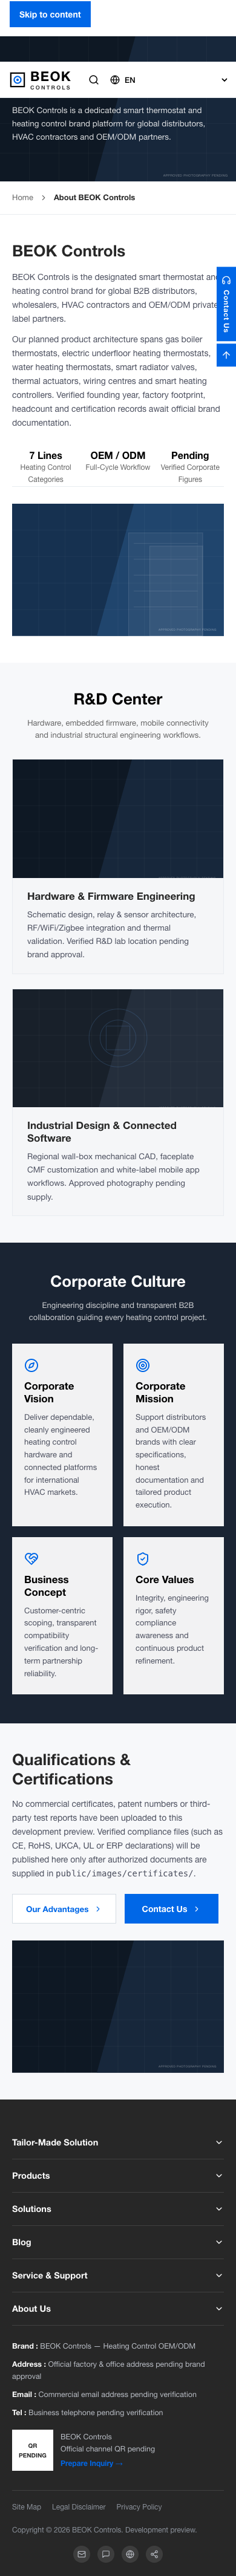 Skip to content
BEOK
CONTROLS
EN
BEOK Controls is a dedicated smart thermostat and
heating control brand platform for global distributors,
HVAC contractors and OEM/ODM partners.
APPROVED PHOTOGRAPHY PENDING
Home > About BEOK Controls
BEOK Controls
BEOK Controls is the designated smart thermostat and
heating control brand for global B2B distributors,
wholesalers, HVAC contractors and OEM/ODM private
label partners.
Contact Us
Our planned product architecture spans gas boiler
thermostats, electric underfloor heating thermostats,
water heating thermostats, smart radiator valves,
thermal actuators, wiring centres and smart heating
controllers. Verified founding year, factory footprint,
headcount and certification records await official brand
documentation.
7 Lines
Heating Control
Categories
OEM / ODM
Full-Cycle Workflow
Pending
Verified Corporate
Figures
R&D Center
Hardware, embedded firmware, mobile connectivity
and industrial structural engineering workflows.
Hardware & Firmware Engineering
Schematic design, relay & sensor architecture,
RF/WiFi/Zigbee integration and thermal
validation. Verified R&D lab location pending
brand approval.
Industrial Design & Connected
Software
Regional wall-box mechanical CAD, faceplate
CMF customization and white-label mobile app
workflows. Approved photography pending
supply.
Corporate Culture
Engineering discipline and transparent B2B
collaboration guiding every heating control project.
Corporate
Vision
Deliver dependable,
cleanly engineered
heating control
hardware and
connected platforms
for international
HVAC markets.
Corporate
Mission
Support distributors
and OEM/ODM
brands with clear
specifications,
honest
documentation and
tailored product
execution.
Business
Concept
Customer-centric
scoping, transparent
compatibility
verification and long-
term partnership
reliability.
Core Values
Integrity, engineering
rigor, safety
compliance
awareness and
continuous product
refinement.
Qualifications &
Certifications
No commercial certificates, patent numbers or third-
party test reports have been uploaded to this
development preview. Verified compliance files (such as
CE, RoHS, UKCA, UL or ERP declarations) will be
published here only after authorized documents are
supplied in public/images/certificates/.
Our Advantages >
Contact Us >
Tailor-Made Solution
Products
Solutions
Blog
Service & Support
About Us
Brand : BEOK Controls — Heating Control OEM/ODM
Address : Official factory & office address pending brand
approval
Email : Commercial email address pending verification
Tel : Business telephone pending verification
QR
PENDING
BEOK Controls
Official channel QR pending
Prepare Inquiry →
Site Map Legal Disclaimer Privacy Policy
Copyright © 2026 BEOK Controls. Development preview.